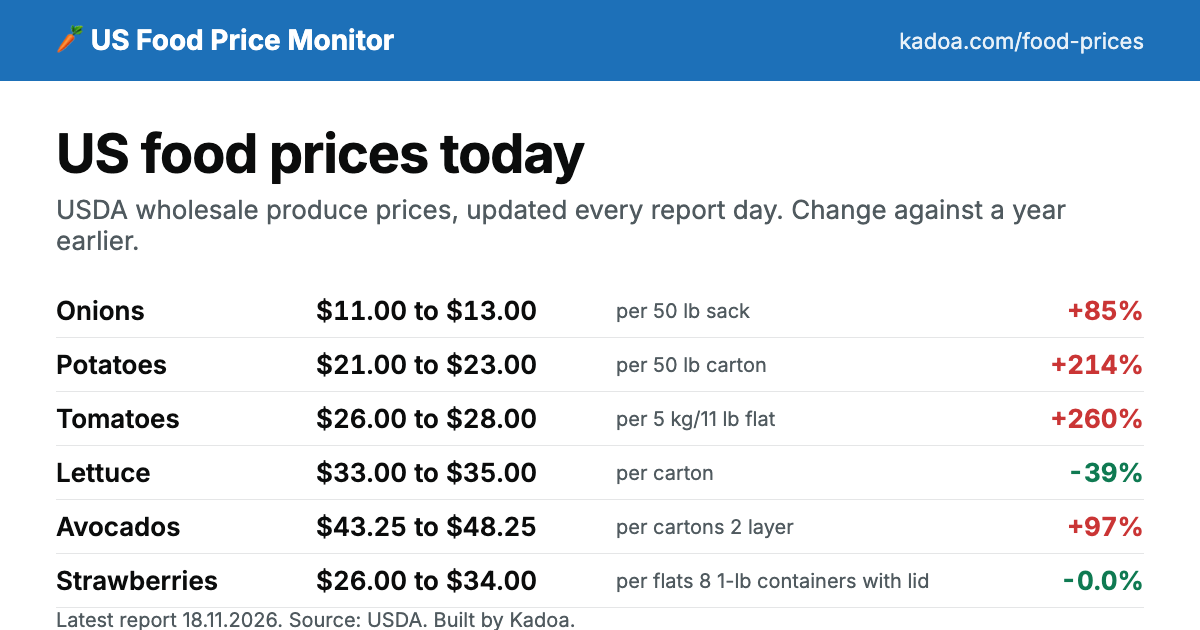 🥕 US Food Price Monitor
kadoa.com/food-prices
US food prices today
USDA wholesale produce prices, updated every report day. Change against a year
earlier.
Onions $11.00 to $13.00 per 50 lb sack +85%
Potatoes $21.00 to $23.00 per 50 lb carton +214%
Tomatoes $26.00 to $28.00 per 5 kg/11 lb flat +260%
Lettuce $33.00 to $35.00 per carton -39%
Avocados $43.25 to $48.25 per cartons 2 layer +97%
Strawberries $26.00 to $34.00 per flats 8 1-lb containers with lid -0.0%
Latest report 18.11.2026. Source: USDA. Built by Kadoa.